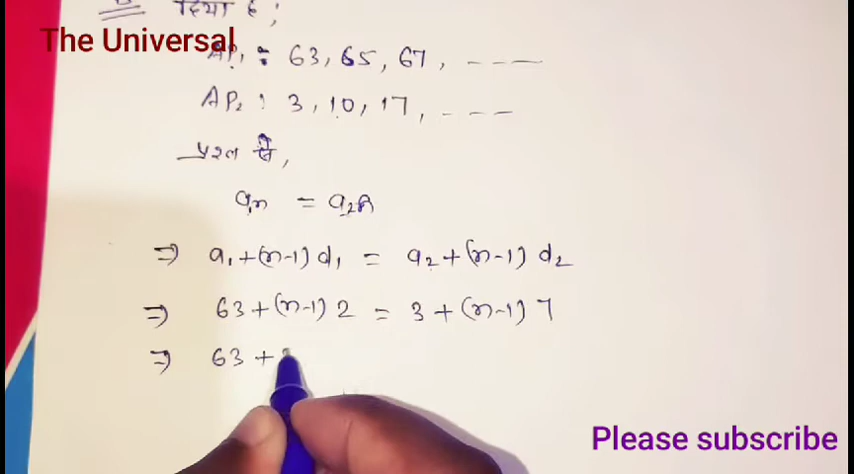 दिया है;
The Universal
AP₁ : 63, 65, 67, ----
AP₂ : 3, 10, 17, ----
प्रश्न से,
a₁n = a₂n
⇒ a₁+(n-1) d₁ = a₂+(n-1) d₂
⇒ 63+(n-1) 2 = 3+(n-1) 7
⇒ 63 +
Please subscribe